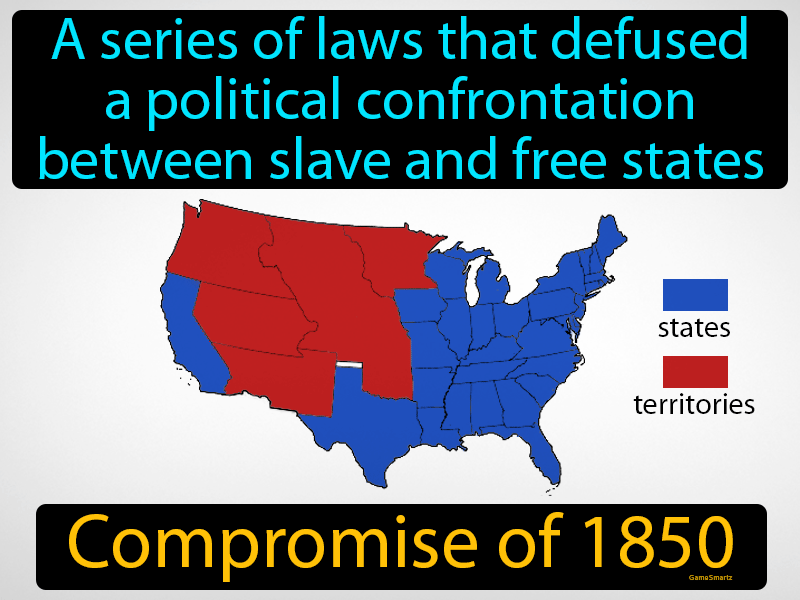 A series of laws that defused
a political confrontation
between slave and free states
states
territories
Compromise of 1850
GameSmartz